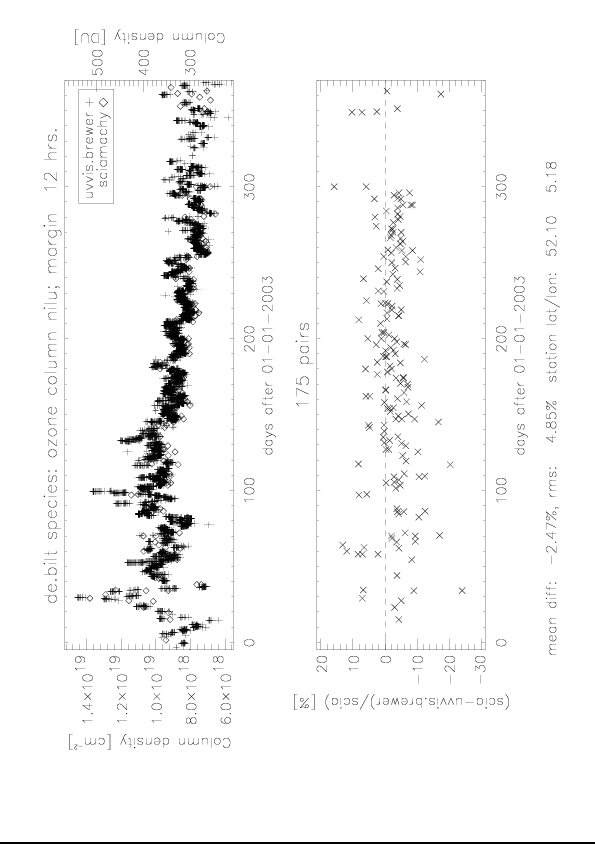 de.bilt species: ozone column nilu; margin 12 hrs.
Column density [DU]
500
400
300
uvvis.brewer +
sciamachy ◇
1.4×10¹⁹
1.2×10¹⁹
1.0×10¹⁹
8.0×10¹⁸
6.0×10¹⁸
Column density [cm⁻²]
0
100
200
300
days after 01-01-2003
175 pairs
20
10
0
-10
-20
-30
(scia-uvvis.brewer)/scia [%]
0
100
200
300
days after 01-01-2003
mean diff: -2.47%, rms: 4.85% station lat/lon: 52.10 5.18